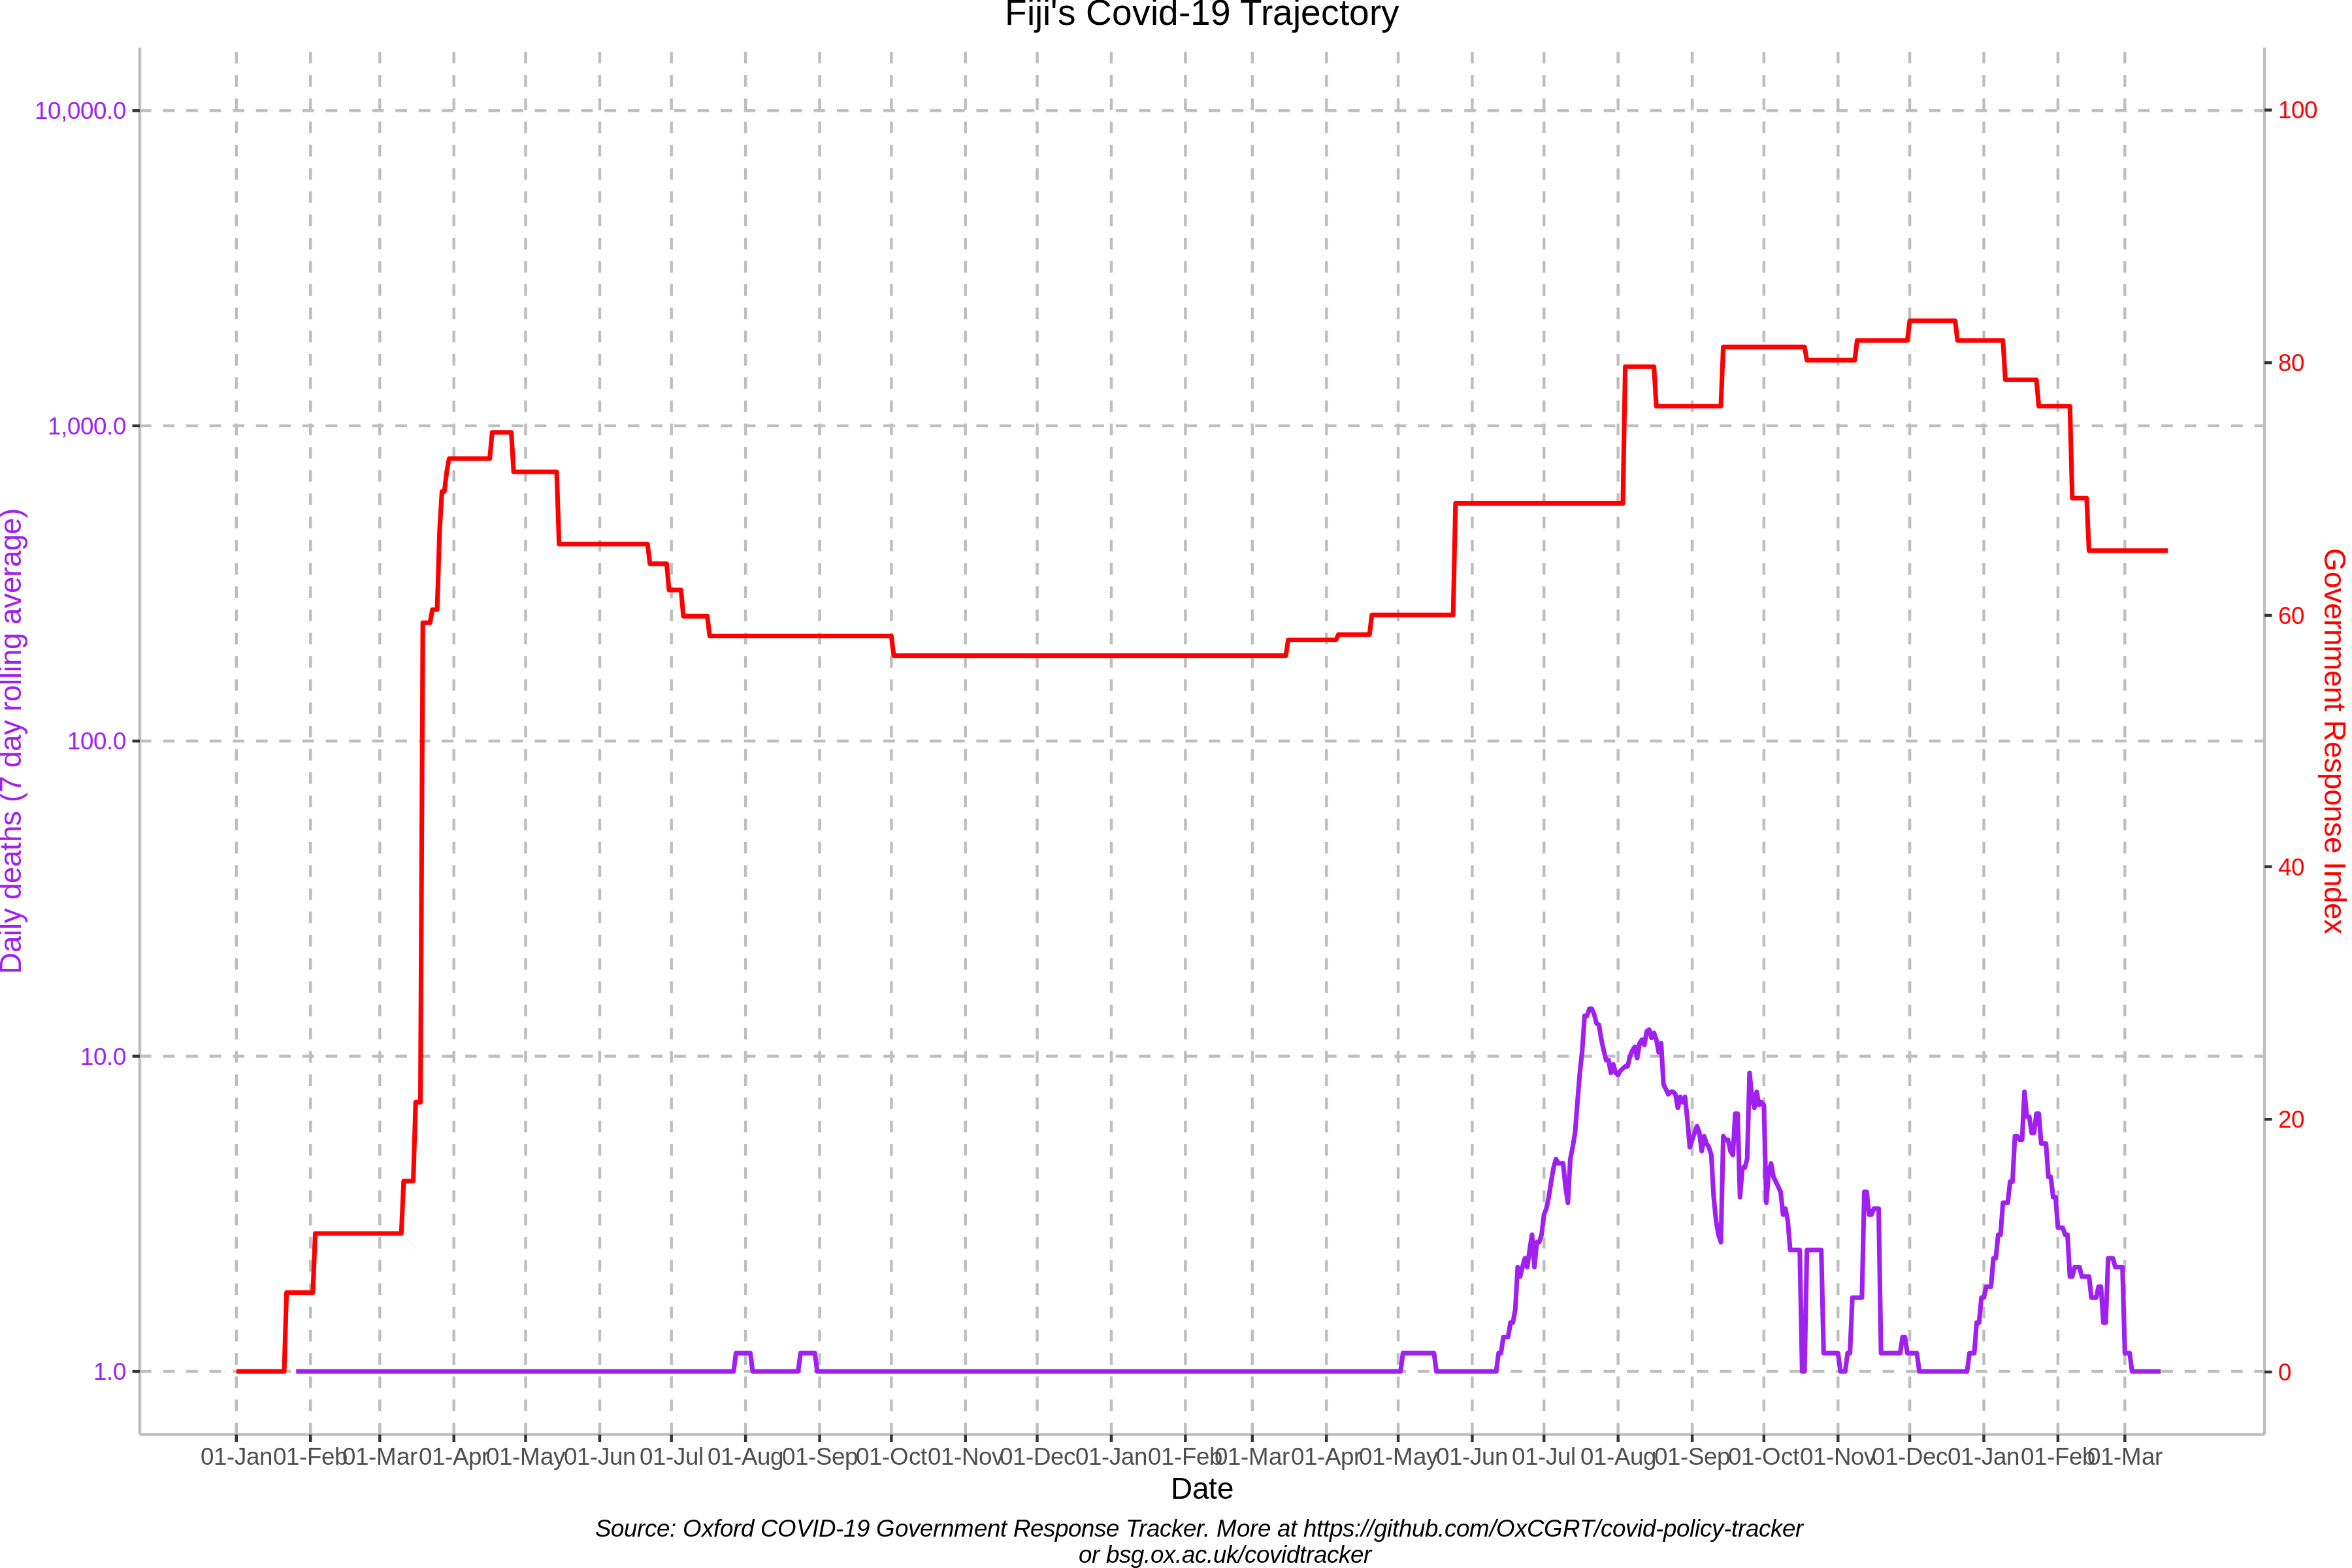 Fiji's Covid-19 Trajectory
10,000.0
1,000.0
100.0
10.0
1.0
Daily deaths (7 day rolling average)
100
80
60
40
20
0
Government Response Index
01-Jan 01-Feb 01-Mar 01-Apr 01-May 01-Jun 01-Jul 01-Aug 01-Sep 01-Oct 01-Nov 01-Dec 01-Jan 01-Feb 01-Mar 01-Apr 01-May 01-Jun 01-Jul 01-Aug 01-Sep 01-Oct 01-Nov 01-Dec 01-Jan 01-Feb 01-Mar
Date
Source: Oxford COVID-19 Government Response Tracker. More at https://github.com/OxCGRT/covid-policy-tracker
or bsg.ox.ac.uk/covidtracker